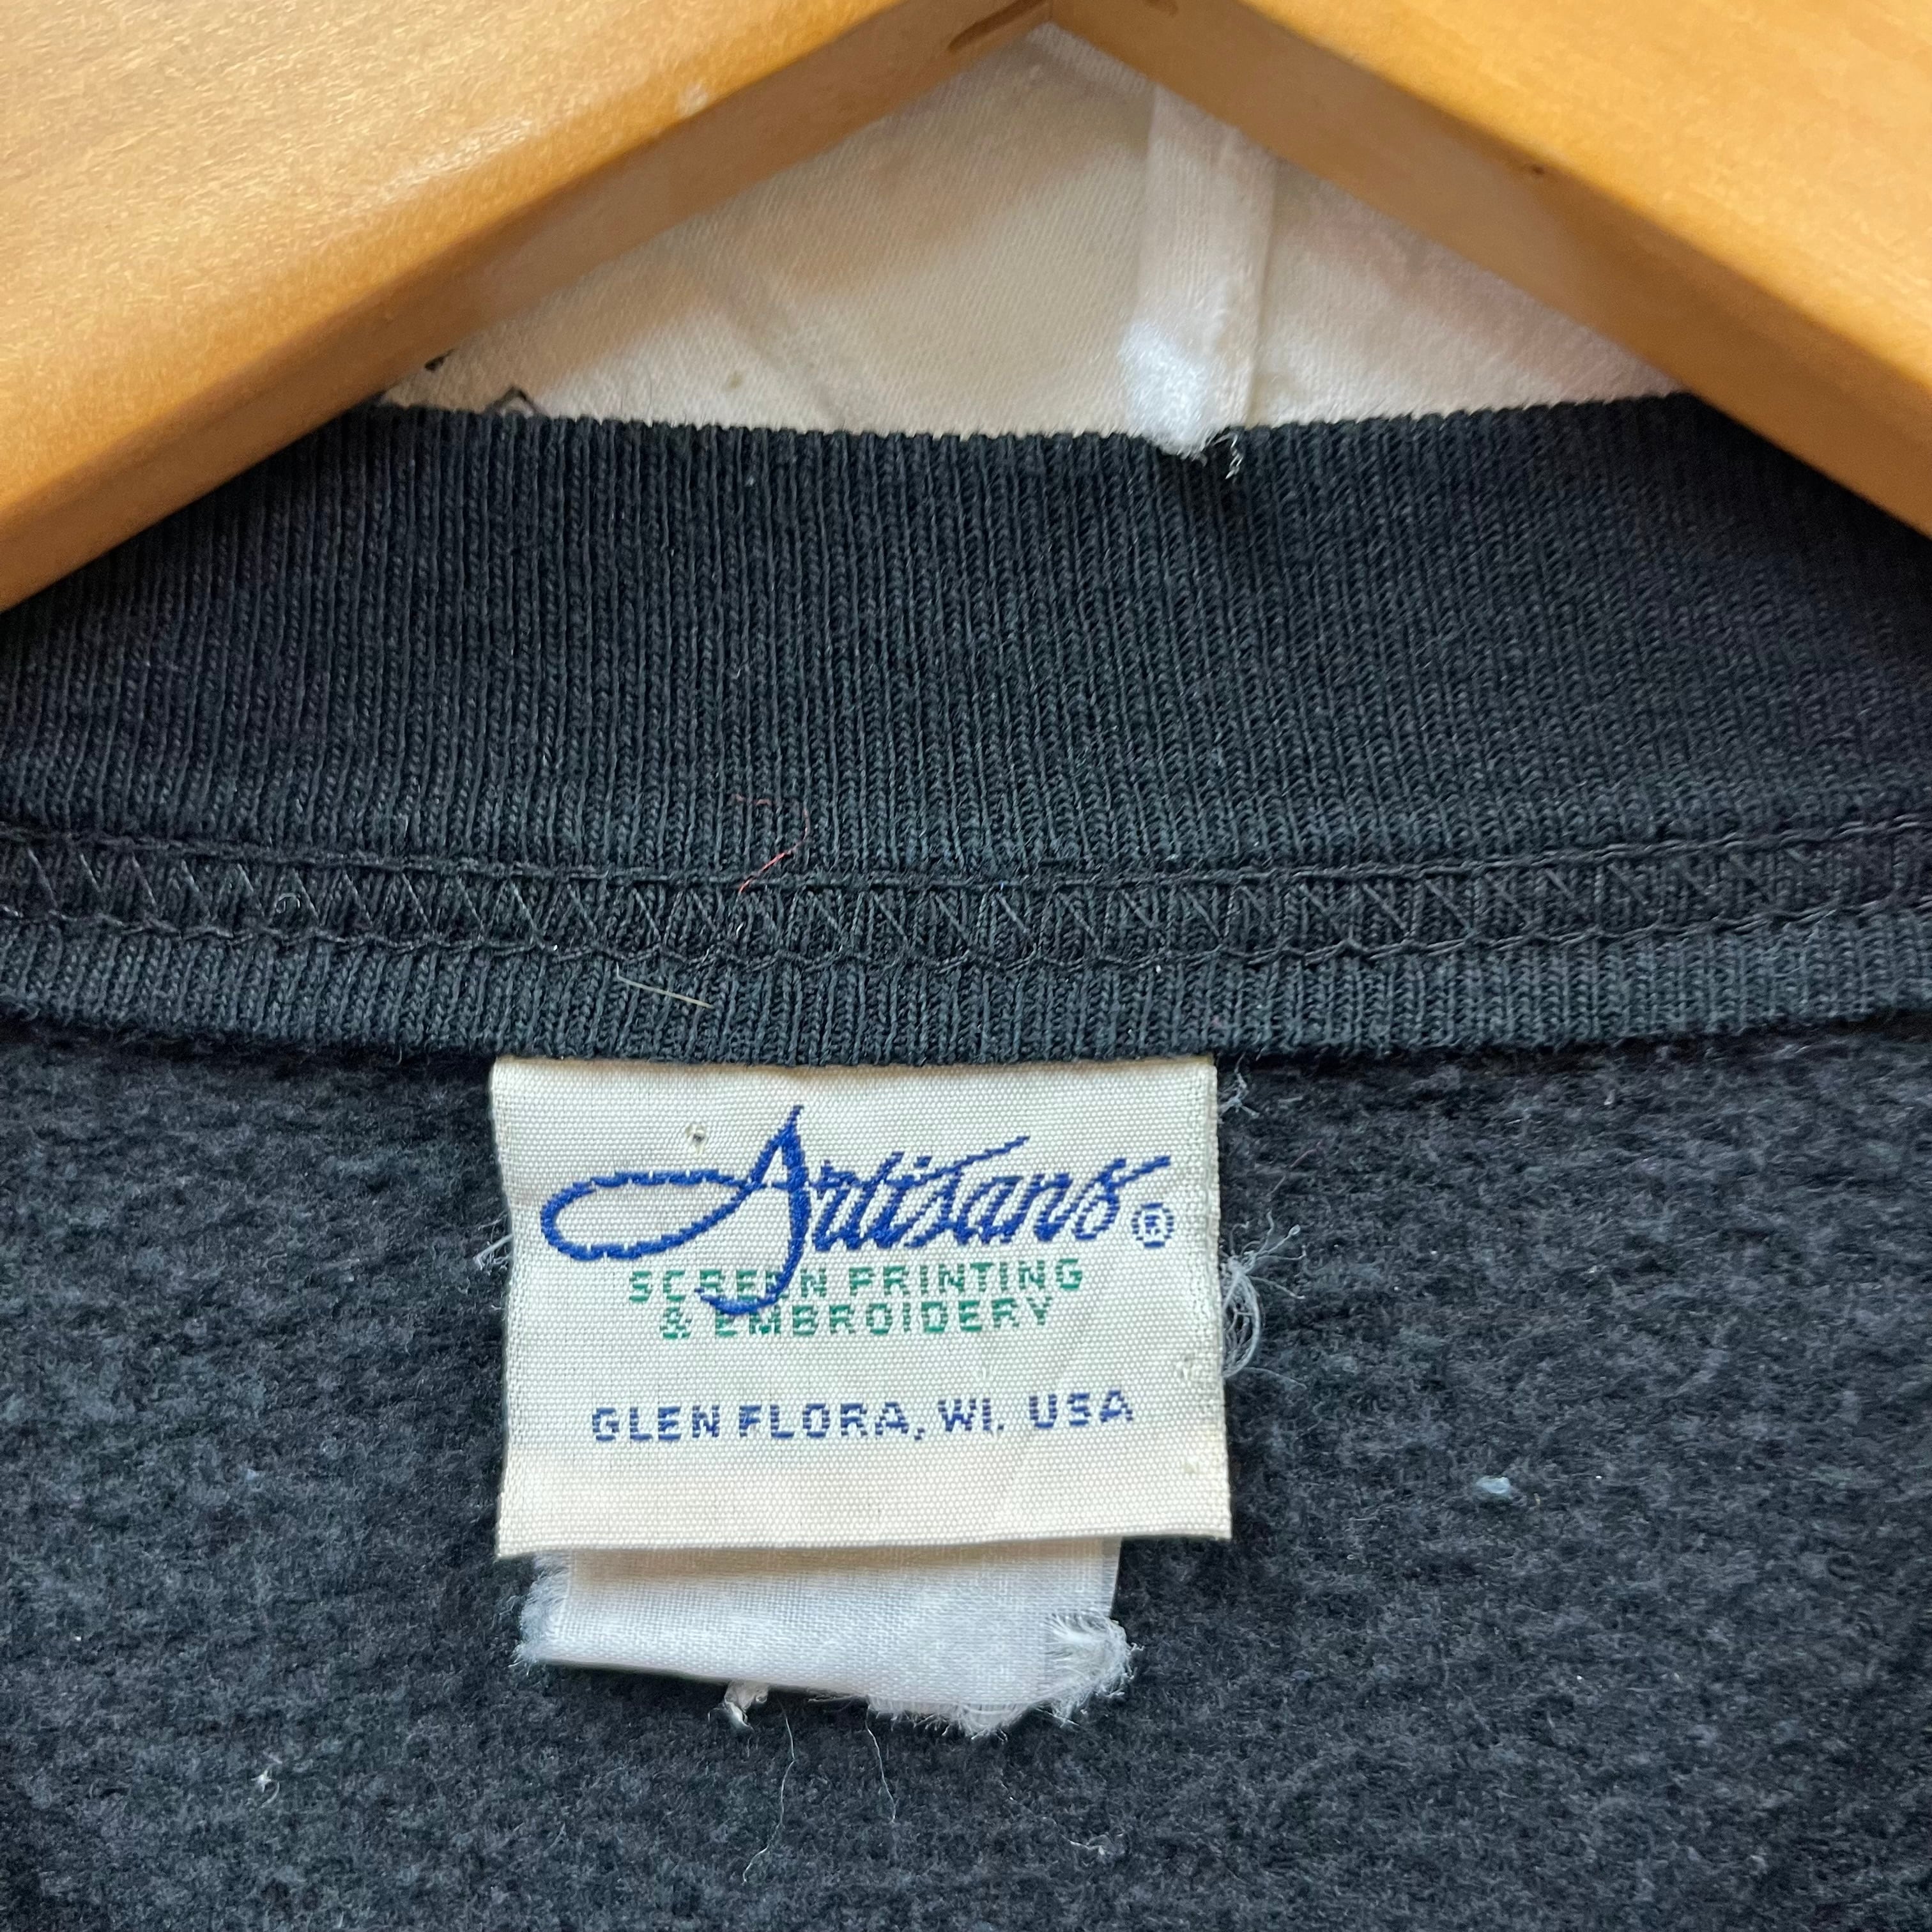 Artisans®
SCREEN PRINTING
& EMBROIDERY
GLEN FLORA, WI. USA